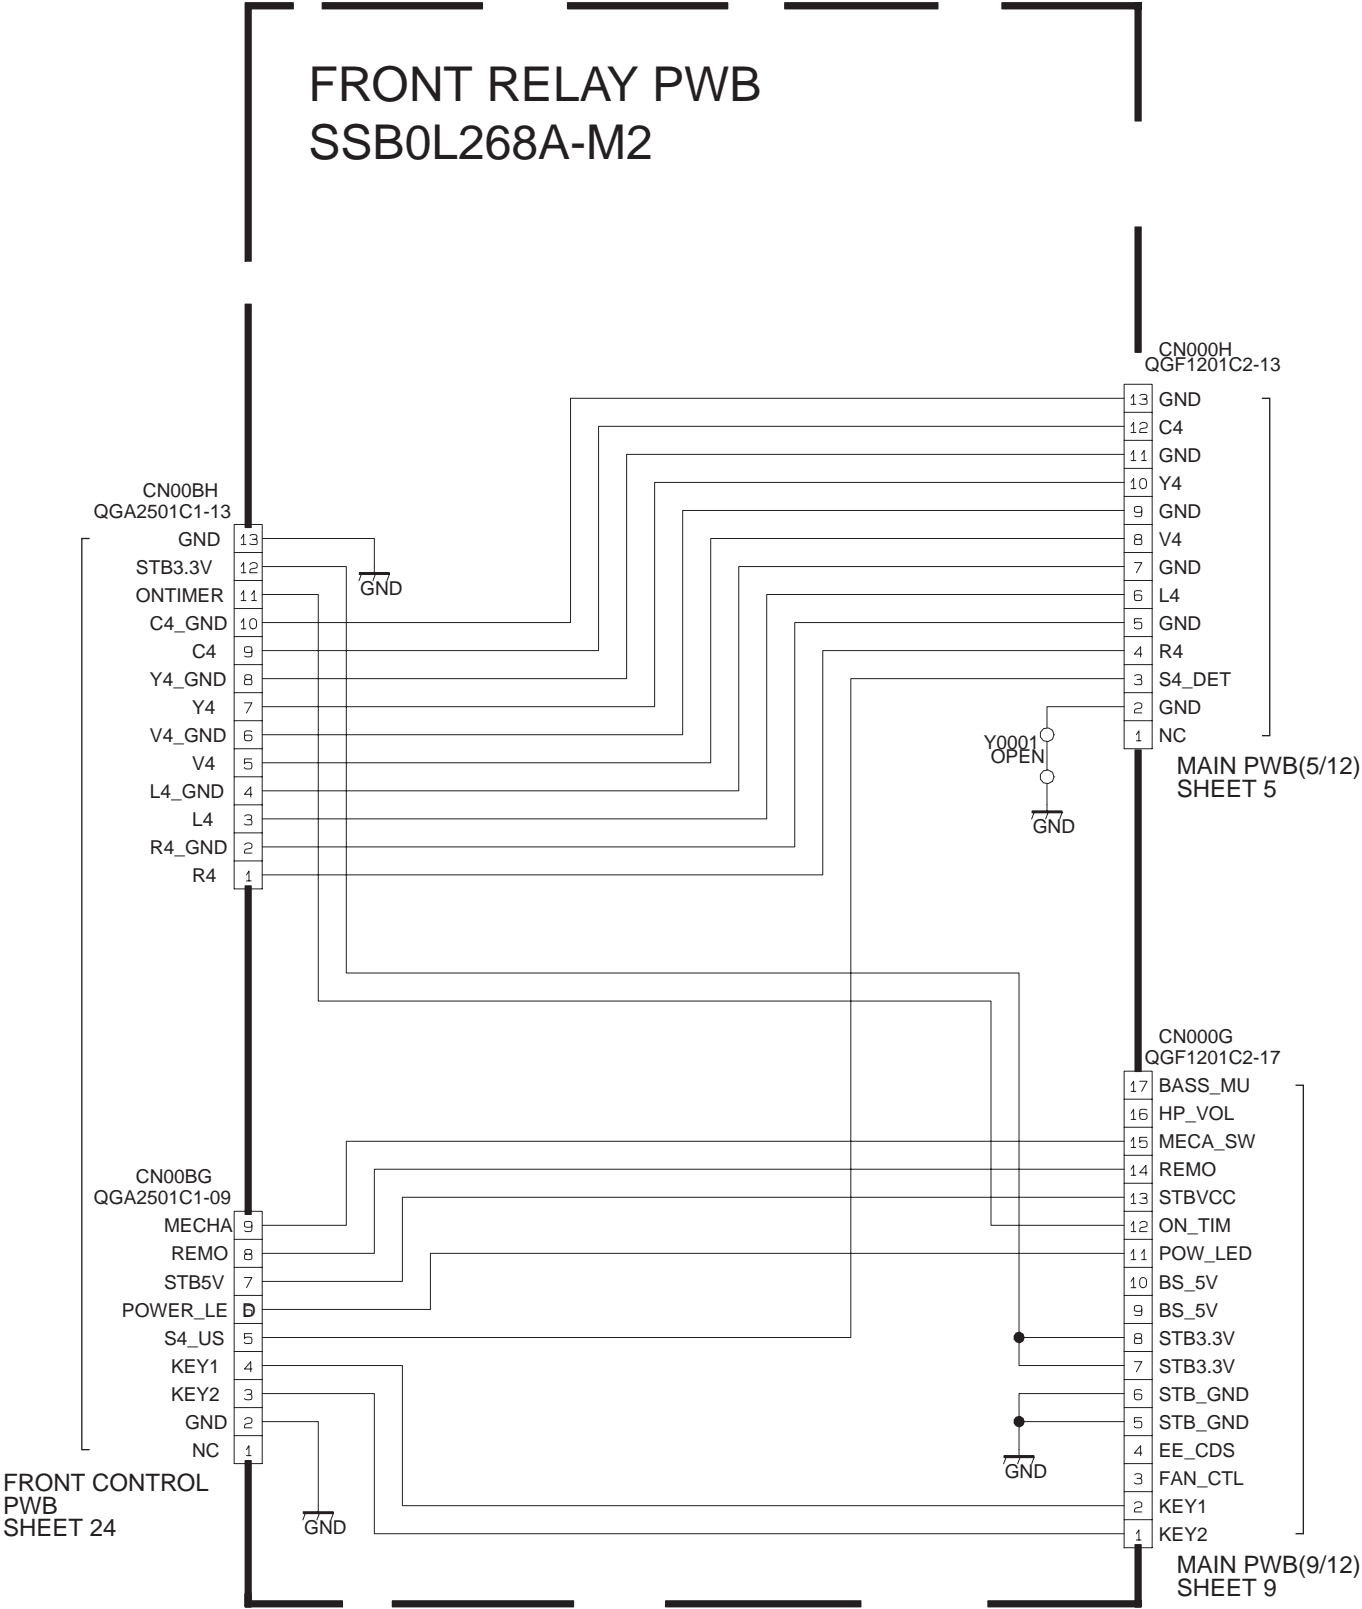 FRONT RELAY PWB
SSB0L268A-M2
CN000H
QGF1201C2-13
13 GND
12 C4
11 GND
10 Y4
9 GND
8 V4
7 GND
6 L4
5 GND
4 R4
3 S4_DET
2 GND
1 NC
MAIN PWB(5/12)
SHEET 5
Y0001
OPEN
GND
CN00BH
QGA2501C1-13
GND 13
STB3.3V 12
ONTIMER 11
C4_GND 10
C4 9
Y4_GND 8
Y4 7
V4_GND 6
V4 5
L4_GND 4
L4 3
R4_GND 2
R4 1
GND
CN000G
QGF1201C2-17
17 BASS_MU
16 HP_VOL
15 MECA_SW
14 REMO
13 STBVCC
12 ON_TIM
11 POW_LED
10 BS_5V
9 BS_5V
8 STB3.3V
7 STB3.3V
6 STB_GND
5 STB_GND
4 EE_CDS
3 FAN_CTL
2 KEY1
1 KEY2
GND
MAIN PWB(9/12)
SHEET 9
CN00BG
QGA2501C1-09
MECHA 9
REMO 8
STB5V 7
POWER_LED 6
S4_US 5
KEY1 4
KEY2 3
GND 2
NC 1
GND
FRONT CONTROL
PWB
SHEET 24